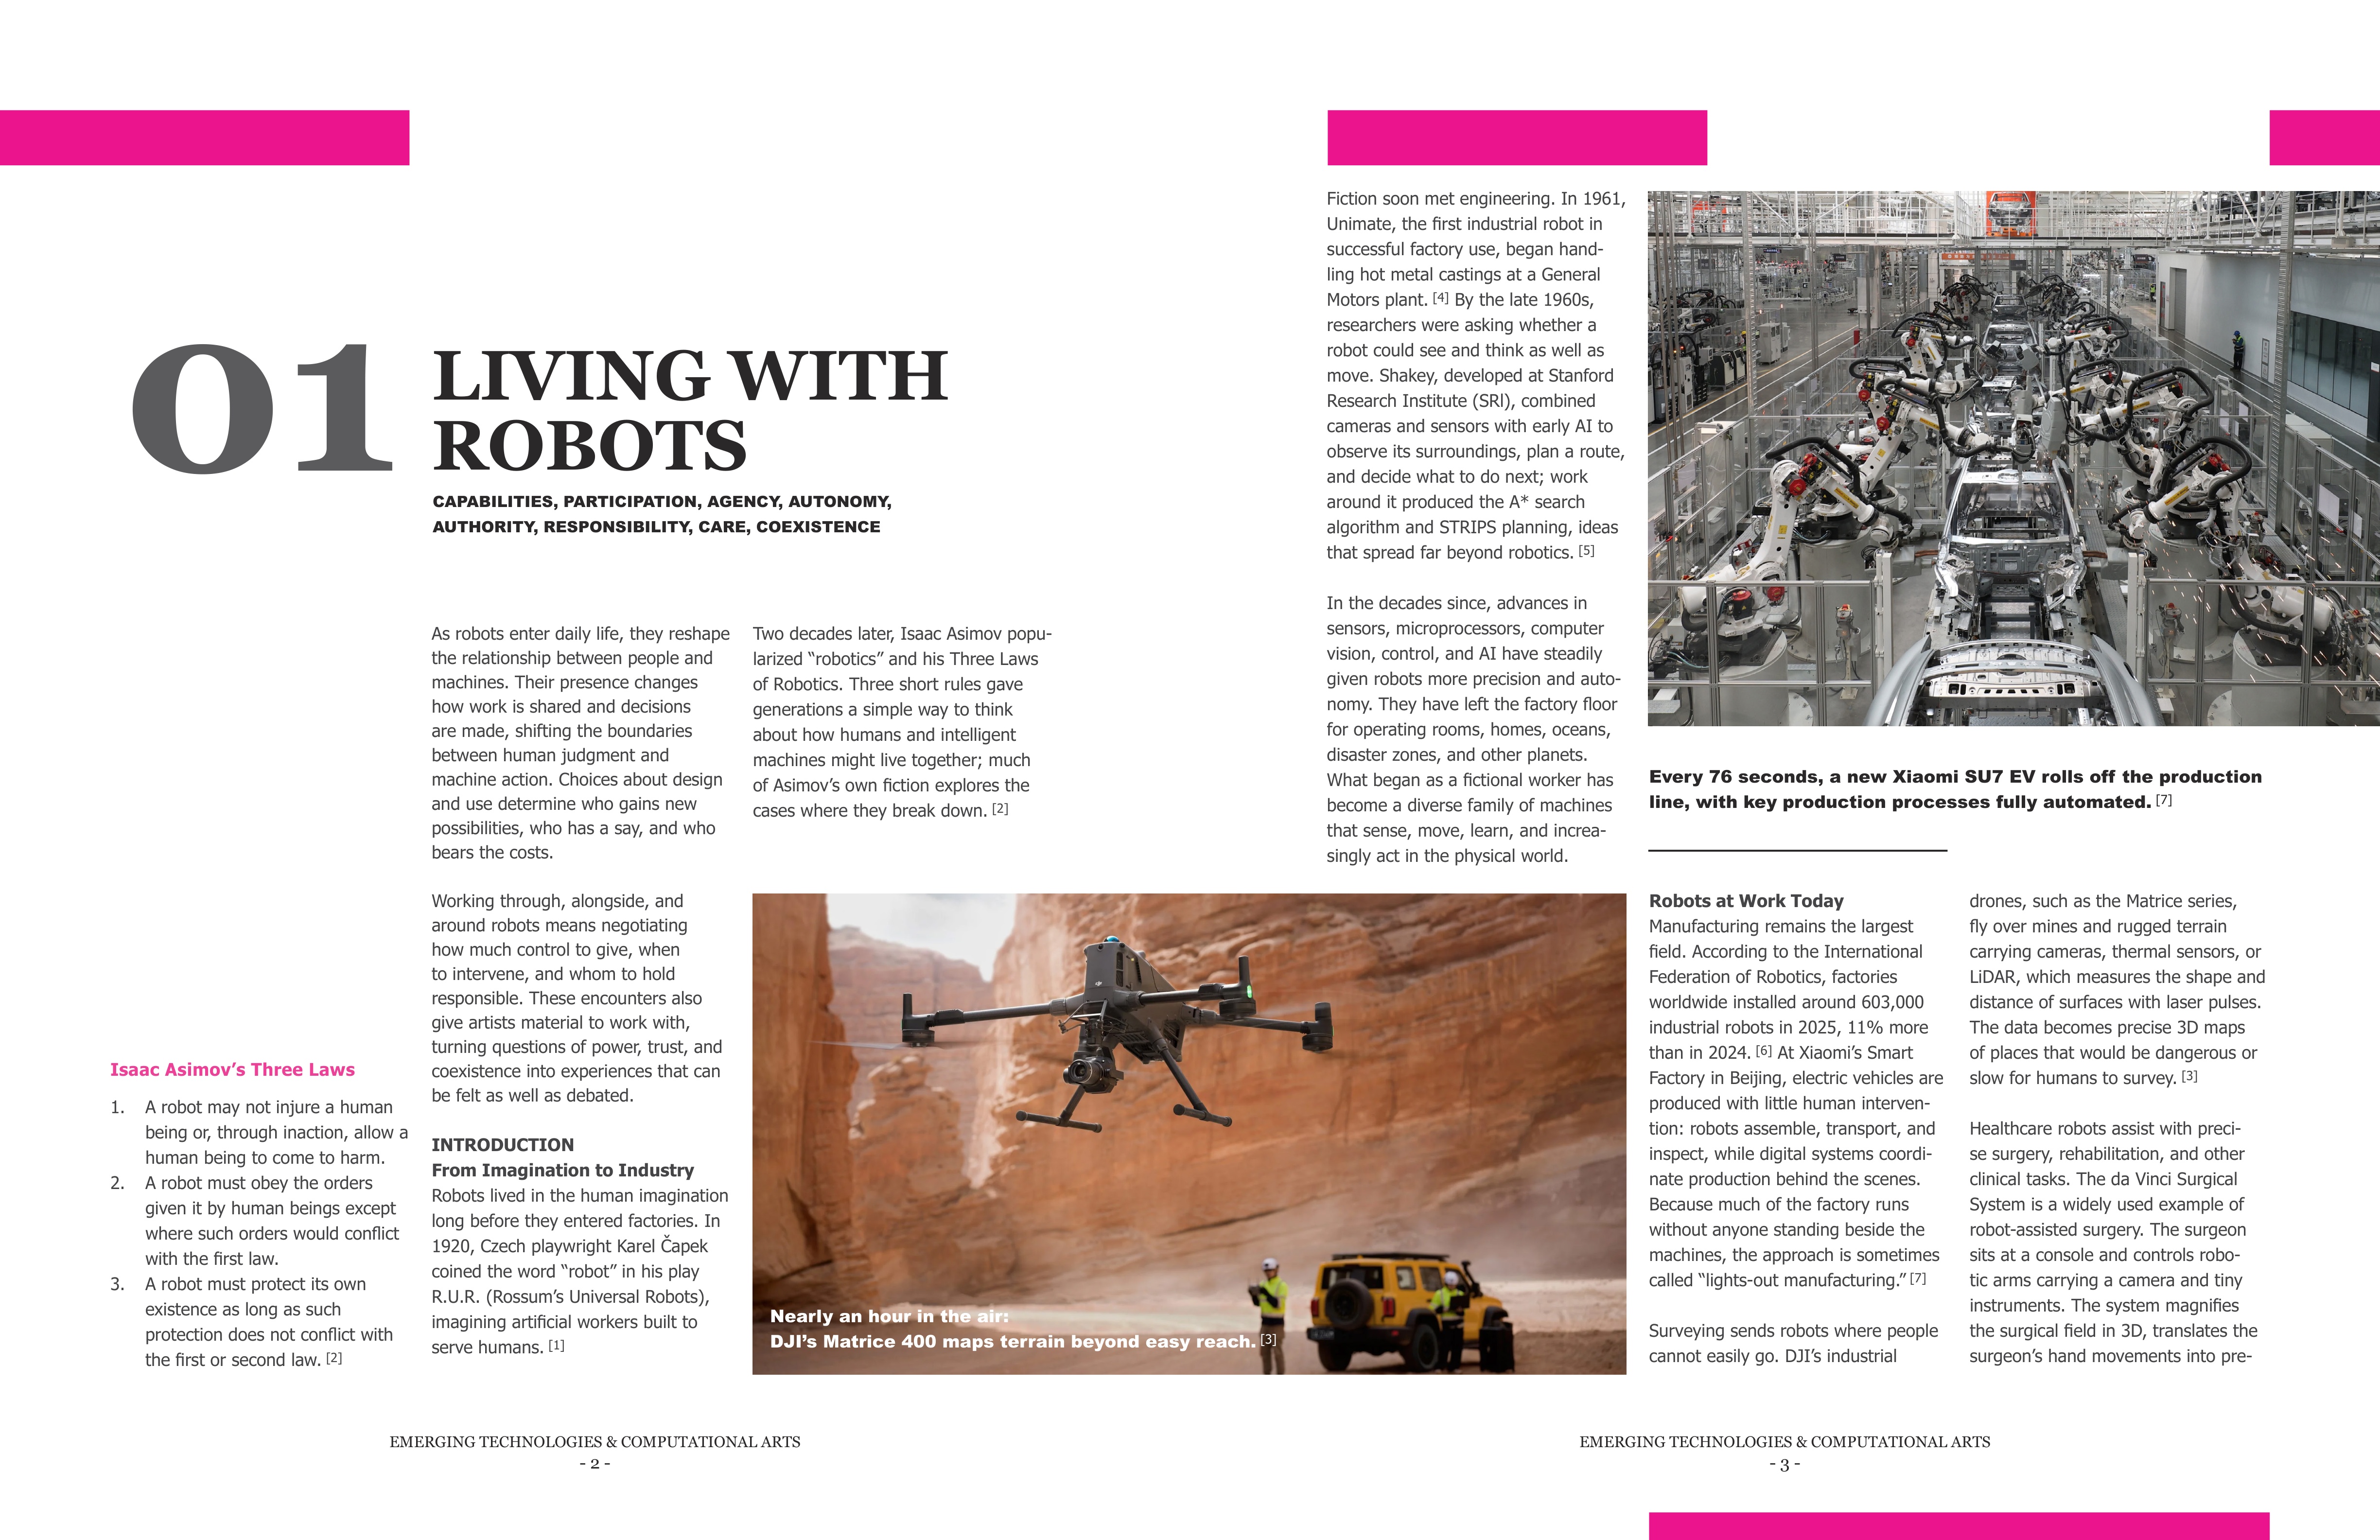 01
LIVING WITH
ROBOTS
CAPABILITIES, PARTICIPATION, AGENCY, AUTONOMY,
AUTHORITY, RESPONSIBILITY, CARE, COEXISTENCE
As robots enter daily life, they reshape
the relationship between people and
machines. Their presence changes
how work is shared and decisions
are made, shifting the boundaries
between human judgment and
machine action. Choices about design
and use determine who gains new
possibilities, who has a say, and who
bears the costs.
Working through, alongside, and
around robots means negotiating
how much control to give, when
to intervene, and whom to hold
responsible. These encounters also
give artists material to work with,
turning questions of power, trust, and
coexistence into experiences that can
be felt as well as debated.
INTRODUCTION
From Imagination to Industry
Robots lived in the human imagination
long before they entered factories. In
1920, Czech playwright Karel Čapek
coined the word “robot” in his play
R.U.R. (Rossum’s Universal Robots),
imagining artificial workers built to
serve humans. [1]
Isaac Asimov’s Three Laws
1. A robot may not injure a human
being or, through inaction, allow a
human being to come to harm.
2. A robot must obey the orders
given it by human beings except
where such orders would conflict
with the first law.
3. A robot must protect its own
existence as long as such
protection does not conflict with
the first or second law. [2]
Two decades later, Isaac Asimov popu-
larized “robotics” and his Three Laws
of Robotics. Three short rules gave
generations a simple way to think
about how humans and intelligent
machines might live together; much
of Asimov’s own fiction explores the
cases where they break down. [2]
Nearly an hour in the air:
DJI’s Matrice 400 maps terrain beyond easy reach. [3]
EMERGING TECHNOLOGIES & COMPUTATIONAL ARTS
- 2 -
Fiction soon met engineering. In 1961,
Unimate, the first industrial robot in
successful factory use, began hand-
ling hot metal castings at a General
Motors plant. [4] By the late 1960s,
researchers were asking whether a
robot could see and think as well as
move. Shakey, developed at Stanford
Research Institute (SRl), combined
cameras and sensors with early AI to
observe its surroundings, plan a route,
and decide what to do next; work
around it produced the A* search
algorithm and STRIPS planning, ideas
that spread far beyond robotics. [5]
In the decades since, advances in
sensors, microprocessors, computer
vision, control, and AI have steadily
given robots more precision and auto-
nomy. They have left the factory floor
for operating rooms, homes, oceans,
disaster zones, and other planets.
What began as a fictional worker has
become a diverse family of machines
that sense, move, learn, and increa-
singly act in the physical world.
Every 76 seconds, a new Xiaomi SU7 EV rolls off the production
line, with key production processes fully automated. [7]
Robots at Work Today
Manufacturing remains the largest
field. According to the International
Federation of Robotics, factories
worldwide installed around 603,000
industrial robots in 2025, 11% more
than in 2024. [6] At Xiaomi’s Smart
Factory in Beijing, electric vehicles are
produced with little human interven-
tion: robots assemble, transport, and
inspect, while digital systems coordi-
nate production behind the scenes.
Because much of the factory runs
without anyone standing beside the
machines, the approach is sometimes
called “lights-out manufacturing.” [7]
Surveying sends robots where people
cannot easily go. DJI’s industrial
drones, such as the Matrice series,
fly over mines and rugged terrain
carrying cameras, thermal sensors, or
LiDAR, which measures the shape and
distance of surfaces with laser pulses.
The data becomes precise 3D maps
of places that would be dangerous or
slow for humans to survey. [3]
Healthcare robots assist with preci-
se surgery, rehabilitation, and other
clinical tasks. The da Vinci Surgical
System is a widely used example of
robot-assisted surgery. The surgeon
sits at a console and controls robo-
tic arms carrying a camera and tiny
instruments. The system magnifies
the surgical field in 3D, translates the
surgeon’s hand movements into pre-
EMERGING TECHNOLOGIES & COMPUTATIONAL ARTS
- 3 -